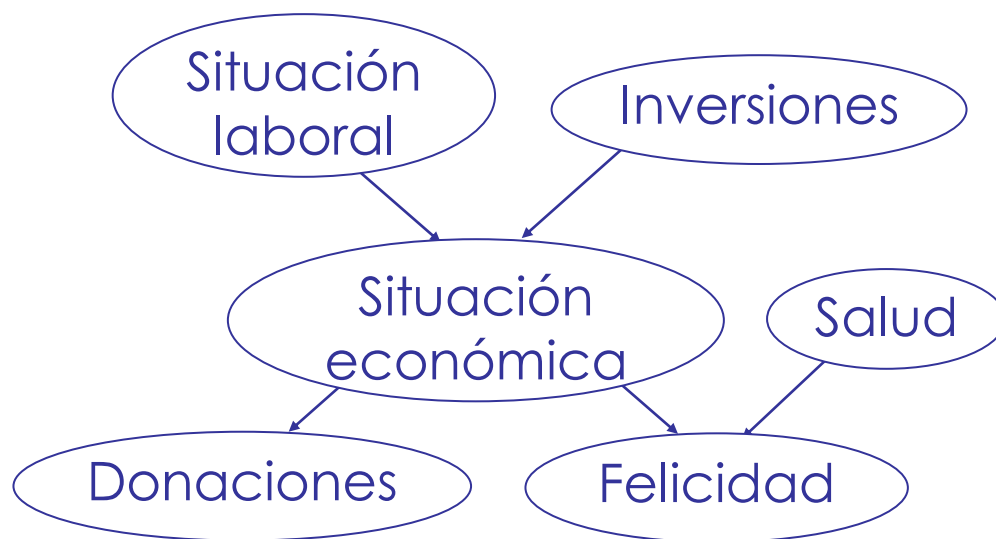 Situación
laboral
Inversiones
Situación
económica
Salud
Donaciones
Felicidad